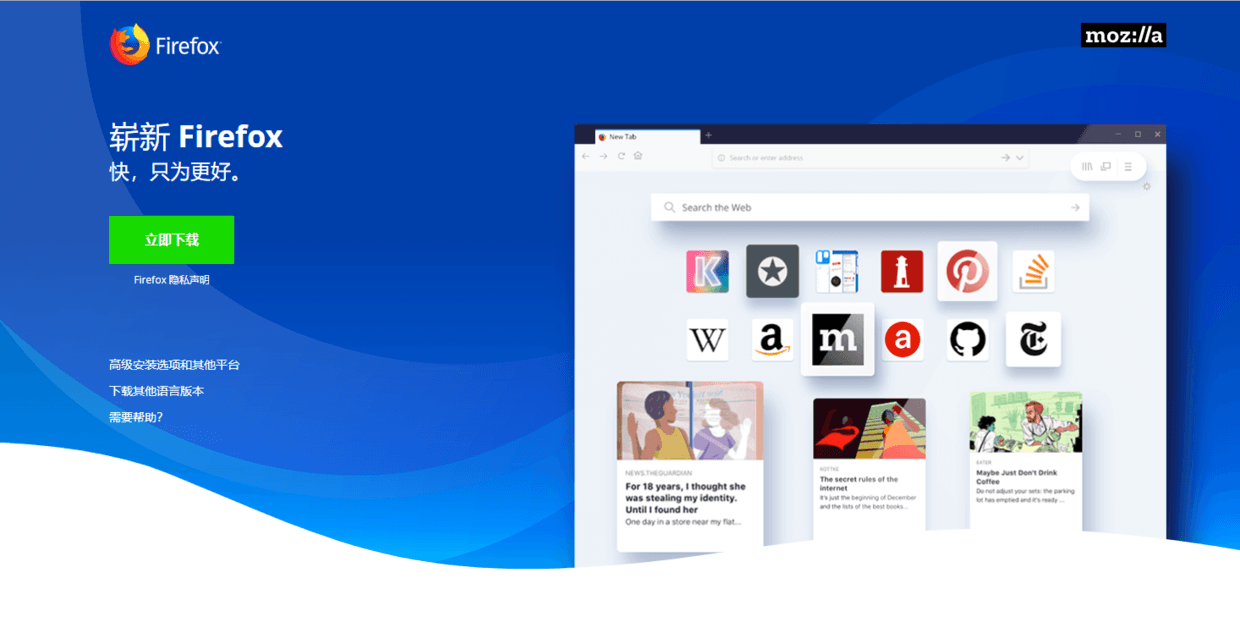 Firefox
moz://a
崭新 Firefox
快，只为更好。
立即下载
Firefox 隐私声明
高级安装选项和其他平台
下载其他语言版本
需要帮助?
New Tab
Search or enter address
Search the Web
K
W
a
m
a
T
NEWS.THEGUARDIAN
For 18 years, I thought she
was stealing my identity.
Until I found her
One day in a store near my flat...
KOTTKE
The secret rules of the
internet
It's just the beginning of December
and the lists of the best books...
EATER
Maybe Just Don't Drink
Coffee
Do not adjust your sets: the parking
lot has emptied and it's ready ...